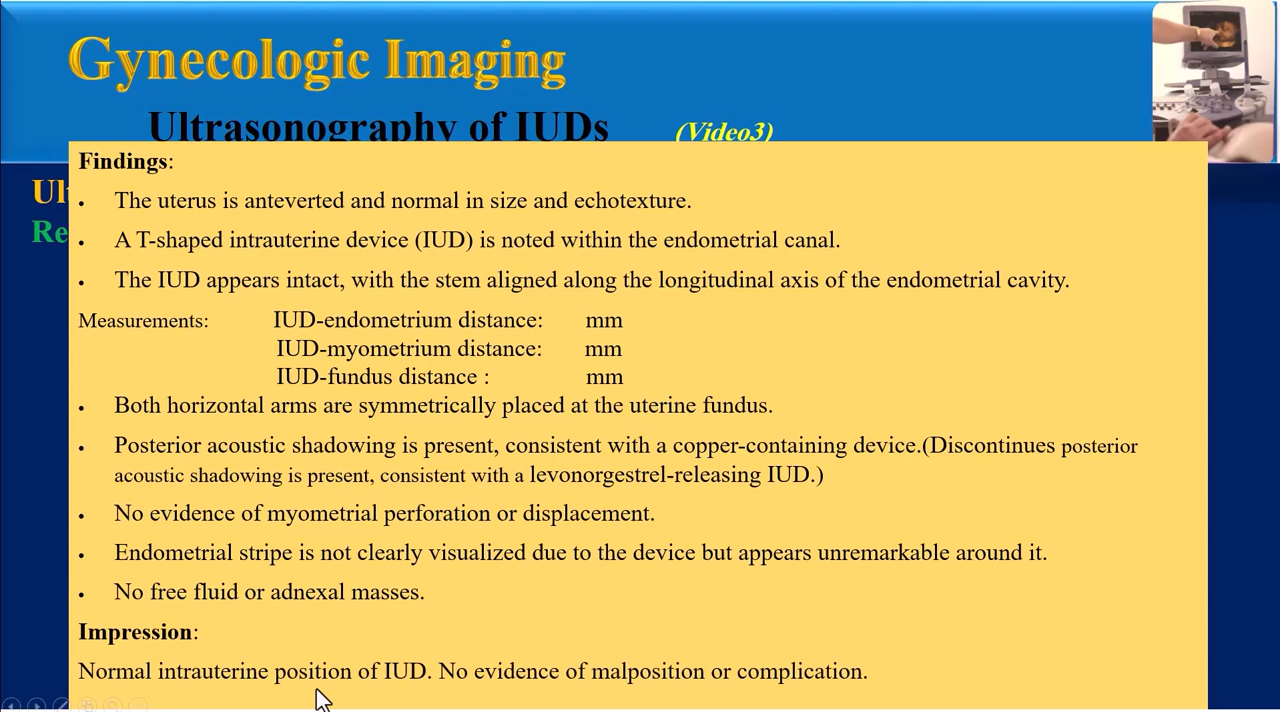 Gynecologic Imaging
Ultrasonography of IUDs (Video3)
Findings:
• The uterus is anteverted and normal in size and echotexture.
• A T-shaped intrauterine device (IUD) is noted within the endometrial canal.
• The IUD appears intact, with the stem aligned along the longitudinal axis of the endometrial cavity.
Measurements: IUD-endometrium distance: mm
IUD-myometrium distance: mm
IUD-fundus distance : mm
• Both horizontal arms are symmetrically placed at the uterine fundus.
• Posterior acoustic shadowing is present, consistent with a copper-containing device.(Discontinues posterior
acoustic shadowing is present, consistent with a levonorgestrel-releasing IUD.)
• No evidence of myometrial perforation or displacement.
• Endometrial stripe is not clearly visualized due to the device but appears unremarkable around it.
• No free fluid or adnexal masses.
Impression:
Normal intrauterine position of IUD. No evidence of malposition or complication.